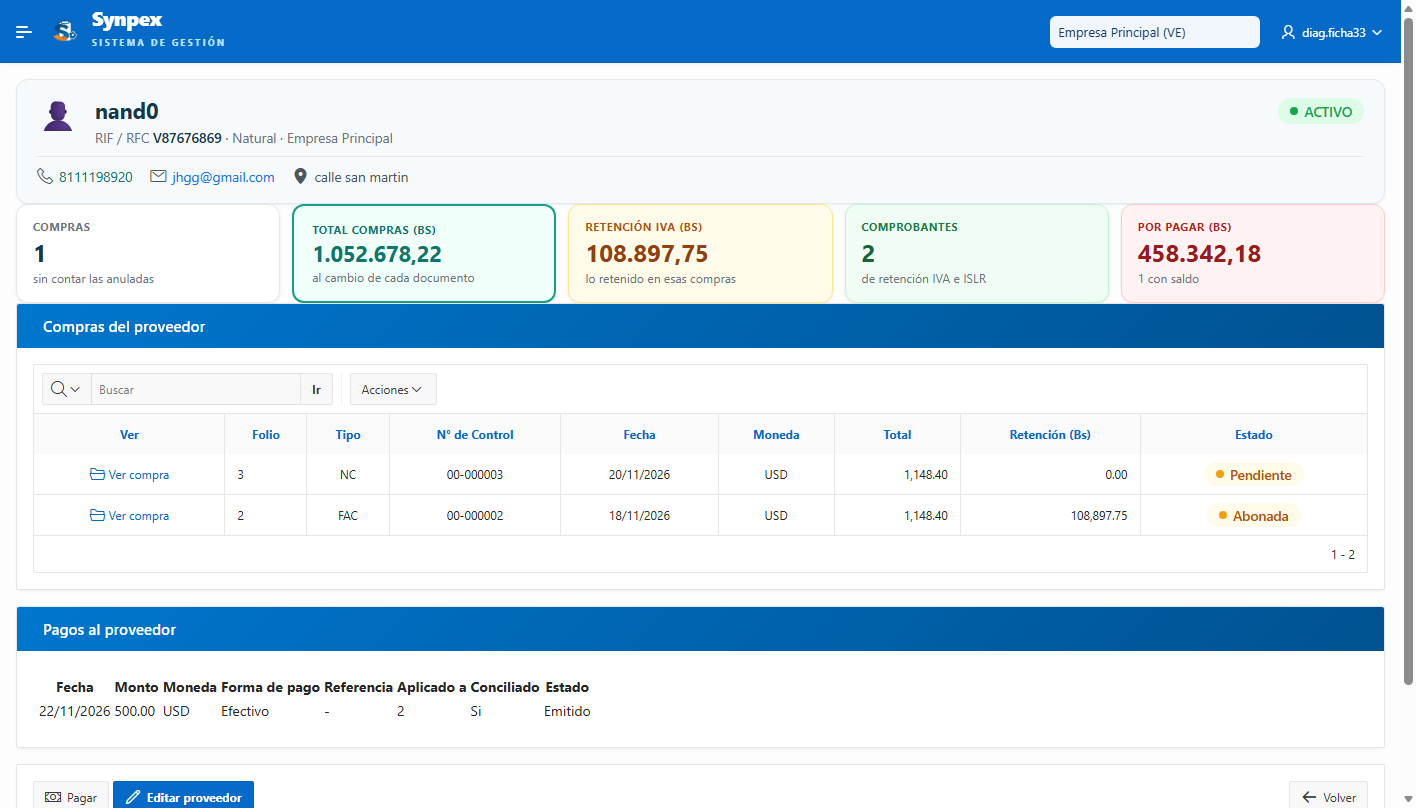 Synpex
SISTEMA DE GESTIÓN
Empresa Principal (VE)
diag.ficha33
nand0
ACTIVO
RIF / RFC V87676869 · Natural · Empresa Principal
8111198920 jhgg@gmail.com calle san martin
COMPRAS
1
sin contar las anuladas
TOTAL COMPRAS (BS)
1.052.678,22
al cambio de cada documento
RETENCIÓN IVA (BS)
108.897,75
lo retenido en esas compras
COMPROBANTES
2
de retención IVA e ISLR
POR PAGAR (BS)
458.342,18
1 con saldo
Compras del proveedor
Buscar Ir Acciones
Ver Folio Tipo N° de Control Fecha Moneda Total Retención (Bs) Estado
Ver compra 3 NC 00-000003 20/11/2026 USD 1,148.40 0.00 Pendiente
Ver compra 2 FAC 00-000002 18/11/2026 USD 1,148.40 108,897.75 Abonada
1 - 2
Pagos al proveedor
Fecha Monto Moneda Forma de pago Referencia Aplicado a Conciliado Estado
22/11/2026 500.00 USD Efectivo - 2 Si Emitido
Pagar Editar proveedor Volver